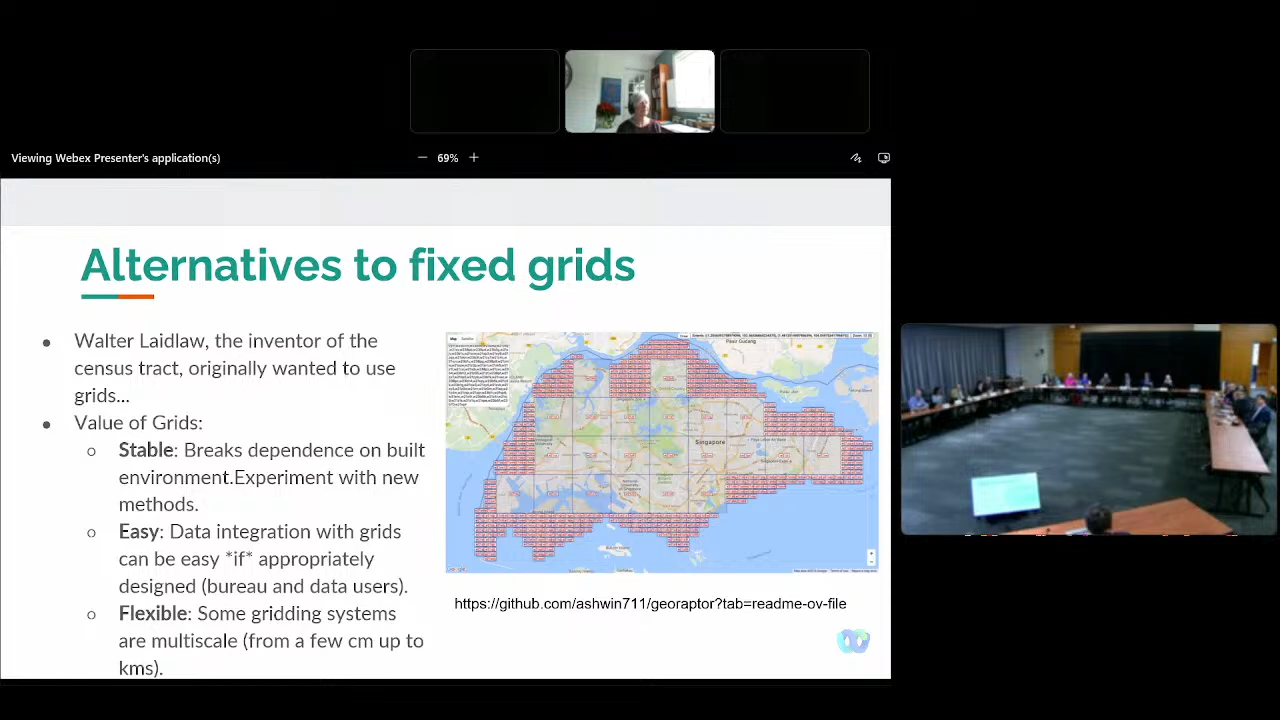 Viewing Webex Presenter's application(s)
69%
Alternatives to fixed grids
Walter Laidlaw, the inventor of the
census tract, originally wanted to use
grids...
Value of Grids:
Stable: Breaks dependence on built
environment.Experiment with new
methods.
Easy: Data integration with grids
can be easy *if* appropriately
designed (bureau and data users).
Flexible: Some gridding systems
are multiscale (from a few cm up to
kms).
Singapore
https://github.com/ashwin711/georaptor?tab=readme-ov-file